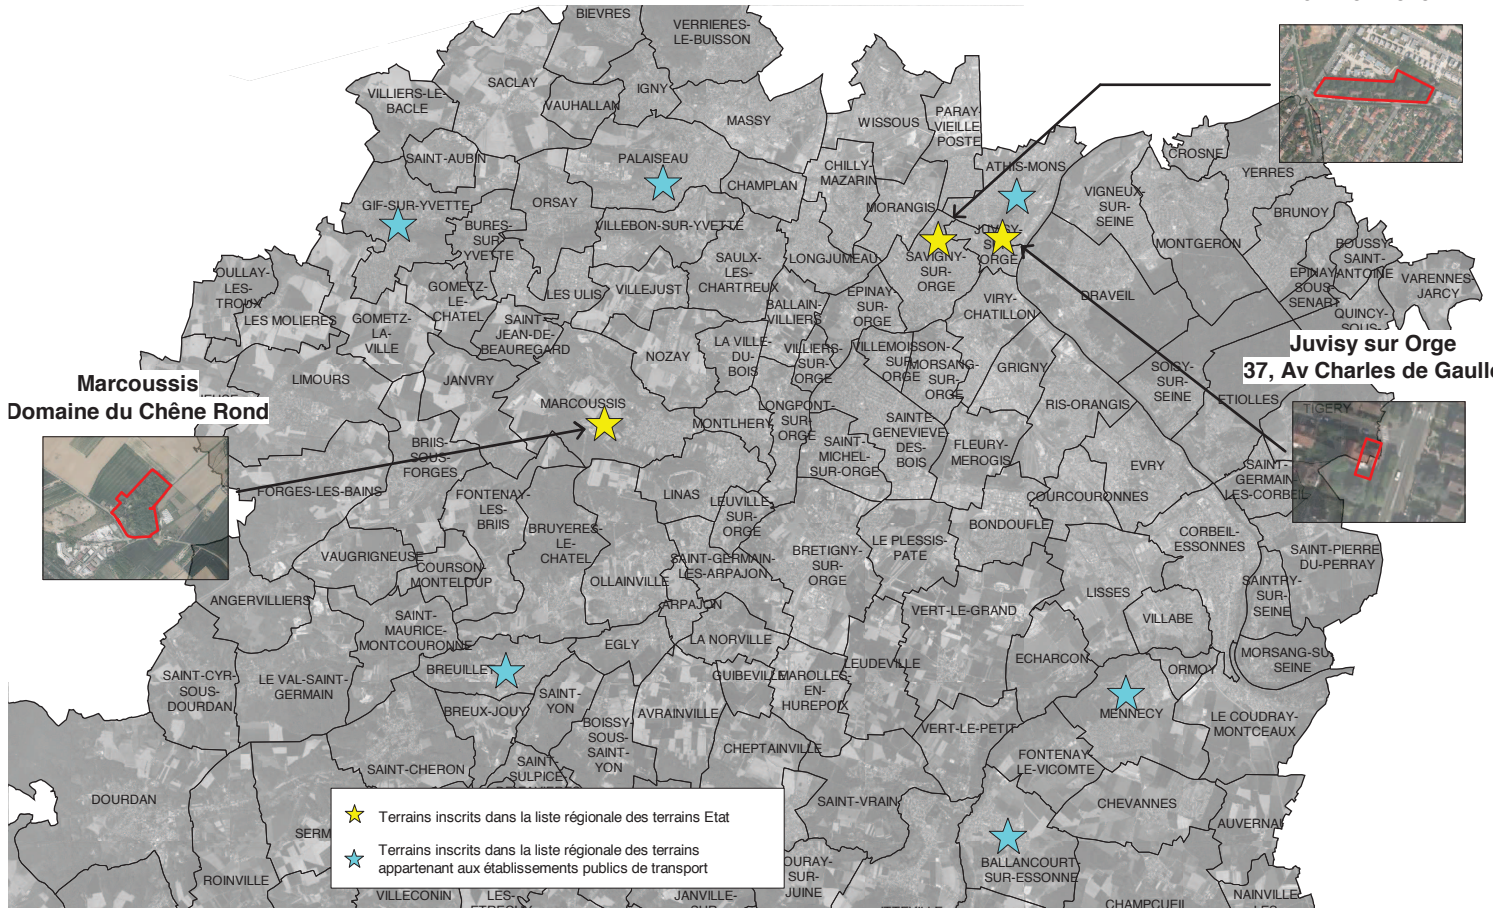 BIEVRES
VERRIERES-
LE-BUISSON
SACLAY
IGNY
VILLIERS-LE-
BACLE
VAUHALLAN
MASSY
WISSOUS
PARAY-
VIEILLE
POSTE
SAINT-AUBIN
PALAISEAU
CHILLY-
MAZARIN
ATHIS-MONS
CROSNE
YERRES
CHAMPLAN
GIF-SUR-YVETTE
ORSAY
MORANGIS
VIGNEUX-
SUR-
SEINE
BRUNOY
BURES-
SUR-
YVETTE
VILLEBON-SUR-YVETTE
JUVISY-
SUR-
ORGE
MONTGERON
BOUSSY-
SAINT-
ANTOINE
SAULX-
LES-
CHARTREUX
LONGJUMEAU
SAVIGNY-
SUR-
ORGE
EPINAY-
SOUS-
SENART
VARENNES-
JARCY
OULLAY-
LES-
TROUX
GOMETZ-
LE-
CHATEL
LES ULIS
VILLEJUST
BALLAIN-
VILLIERS
EPINAY-
SUR-
ORGE
VIRY-
CHATILLON
DRAVEIL
QUINCY-
SOUS-
LES MOLIERES
GOMETZ-
LA-
VILLE
SAINT-
JEAN-DE-
BEAUREGARD
NOZAY
LA VILLE-
DU-
BOIS
VILLIERS-
SUR-
ORGE
VILLEMOISSON-
SUR-
ORGE
MORSANG-
SUR-
ORGE
GRIGNY
SOISY-
SUR-
SEINE
Juvisy sur Orge
37, Av Charles de Gaulle
ETIOLLES
TIGERY
Marcoussis
Domaine du Chêne Rond
LIMOURS
JANVRY
MARCOUSSIS
MONTLHERY
LONGPONT-
SUR-
ORGE
SAINTE-
GENEVIEVE-
DES-
BOIS
RIS-ORANGIS
BRIIS-
SOUS-
FORGES
SAINT-
MICHEL-
SUR-ORGE
FLEURY-
MEROGIS
EVRY
SAINT-
GERMAIN-
LES-CORBEIL
FORGES-LES-BAINS
FONTENAY-
LES-
BRIIS
LINAS
LEUVILLE-
SUR-
ORGE
COURCOURONNES
BRUYERES-
LE-
CHATEL
BONDOUFLE
CORBEIL-
ESSONNES
VAUGRIGNEUSE
COURSON-
MONTELOUP
SAINT-GERMAIN-
LES-ARPAJON
BRETIGNY-
SUR-
ORGE
LE PLESSIS-
PATE
SAINT-PIERRE
DU-PERRAY
OLLAINVILLE
LISSES
SAINTRY-
SUR-
SEINE
ANGERVILLIERS
ARPAJON
VERT-LE-GRAND
VILLABE
SAINT-
MAURICE-
MONTCOURONNE
EGLY
LA NORVILLE
LEUDEVILLE
ECHARCON
ORMOY
MORSANG-SU
SEINE
SAINT-CYR-
SOUS-
DOURDAN
LE VAL-SAINT-
GERMAIN
BREUILLET
GUIBEVILLE
MAROLLES-
EN-
HUREPOIX
SAINT-
YON
MENNECY
BREUX-JOUY
AVRAINVILLE
VERT-LE-PETIT
LE COUDRAY-
MONTCEAUX
BOISSY-
SOUS-
SAINT-
YON
CHEPTAINVILLE
FONTENAY
LE-VICOMTE
SAINT-CHERON
SAINT-
SULPICE-
DOURDAN
SAINT-VRAIN
CHEVANNES
AUVERNA
SERM
Terrains inscrits dans la liste régionale des terrains Etat
Terrains inscrits dans la liste régionale des terrains
appartenant aux établissements publics de transport
BALLANCOURT-
SUR-ESSONNE
OURAY-
SUR-
JUINE
ROINVILLE
VILLECONIN
LES-
JANVILLE-
CHAMPCUEIL
NAINVILLE